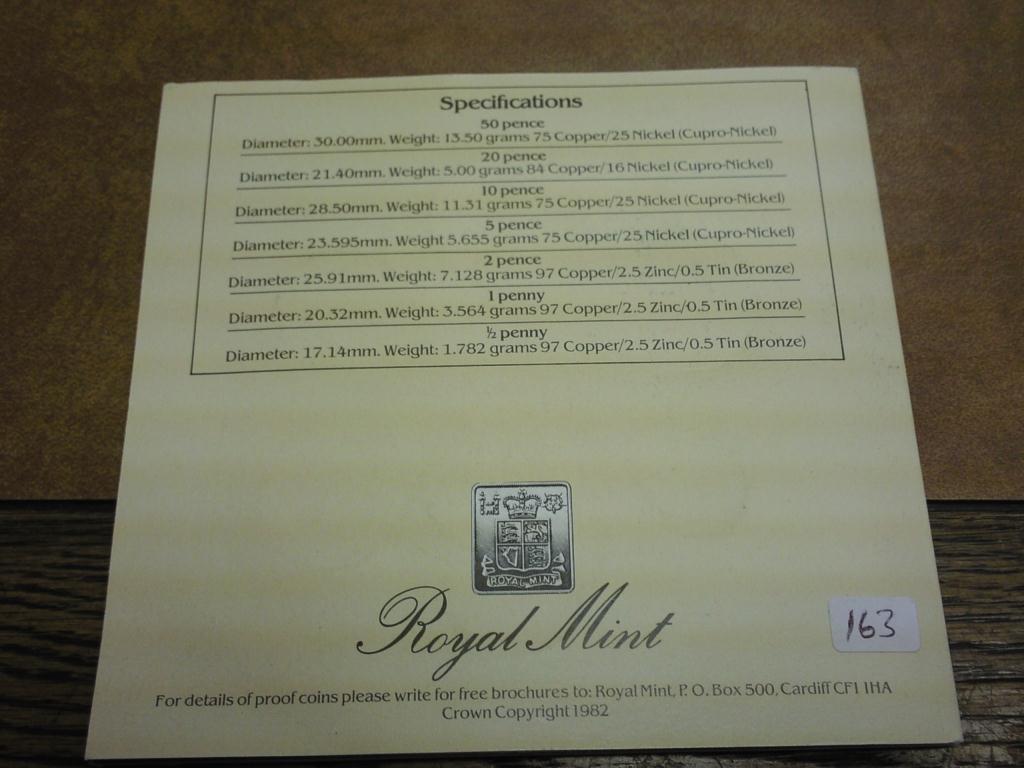 Specifications
50 pence
Diameter: 30.00mm. Weight: 13.50 grams 75 Copper/25 Nickel (Cupro-Nickel)
20 pence
Diameter: 21.40mm. Weight: 5.00 grams 84 Copper/16 Nickel (Cupro-Nickel)
10 pence
Diameter: 28.50mm. Weight: 11.31 grams 75 Copper/25 Nickel (Cupro-Nickel)
5 pence
Diameter: 23.595mm. Weight 5.655 grams 75 Copper/25 Nickel (Cupro-Nickel)
2 pence
Diameter: 25.91mm. Weight: 7.128 grams 97 Copper/2.5 Zinc/0.5 Tin (Bronze)
1 penny
Diameter: 20.32mm. Weight: 3.564 grams 97 Copper/2.5 Zinc/0.5 Tin (Bronze)
½ penny
Diameter: 17.14mm. Weight: 1.782 grams 97 Copper/2.5 Zinc/0.5 Tin (Bronze)
ROYAL MINT
Royal Mint
163
For details of proof coins please write for free brochures to: Royal Mint, P.O. Box 500, Cardiff CF1 1HA
Crown Copyright 1982